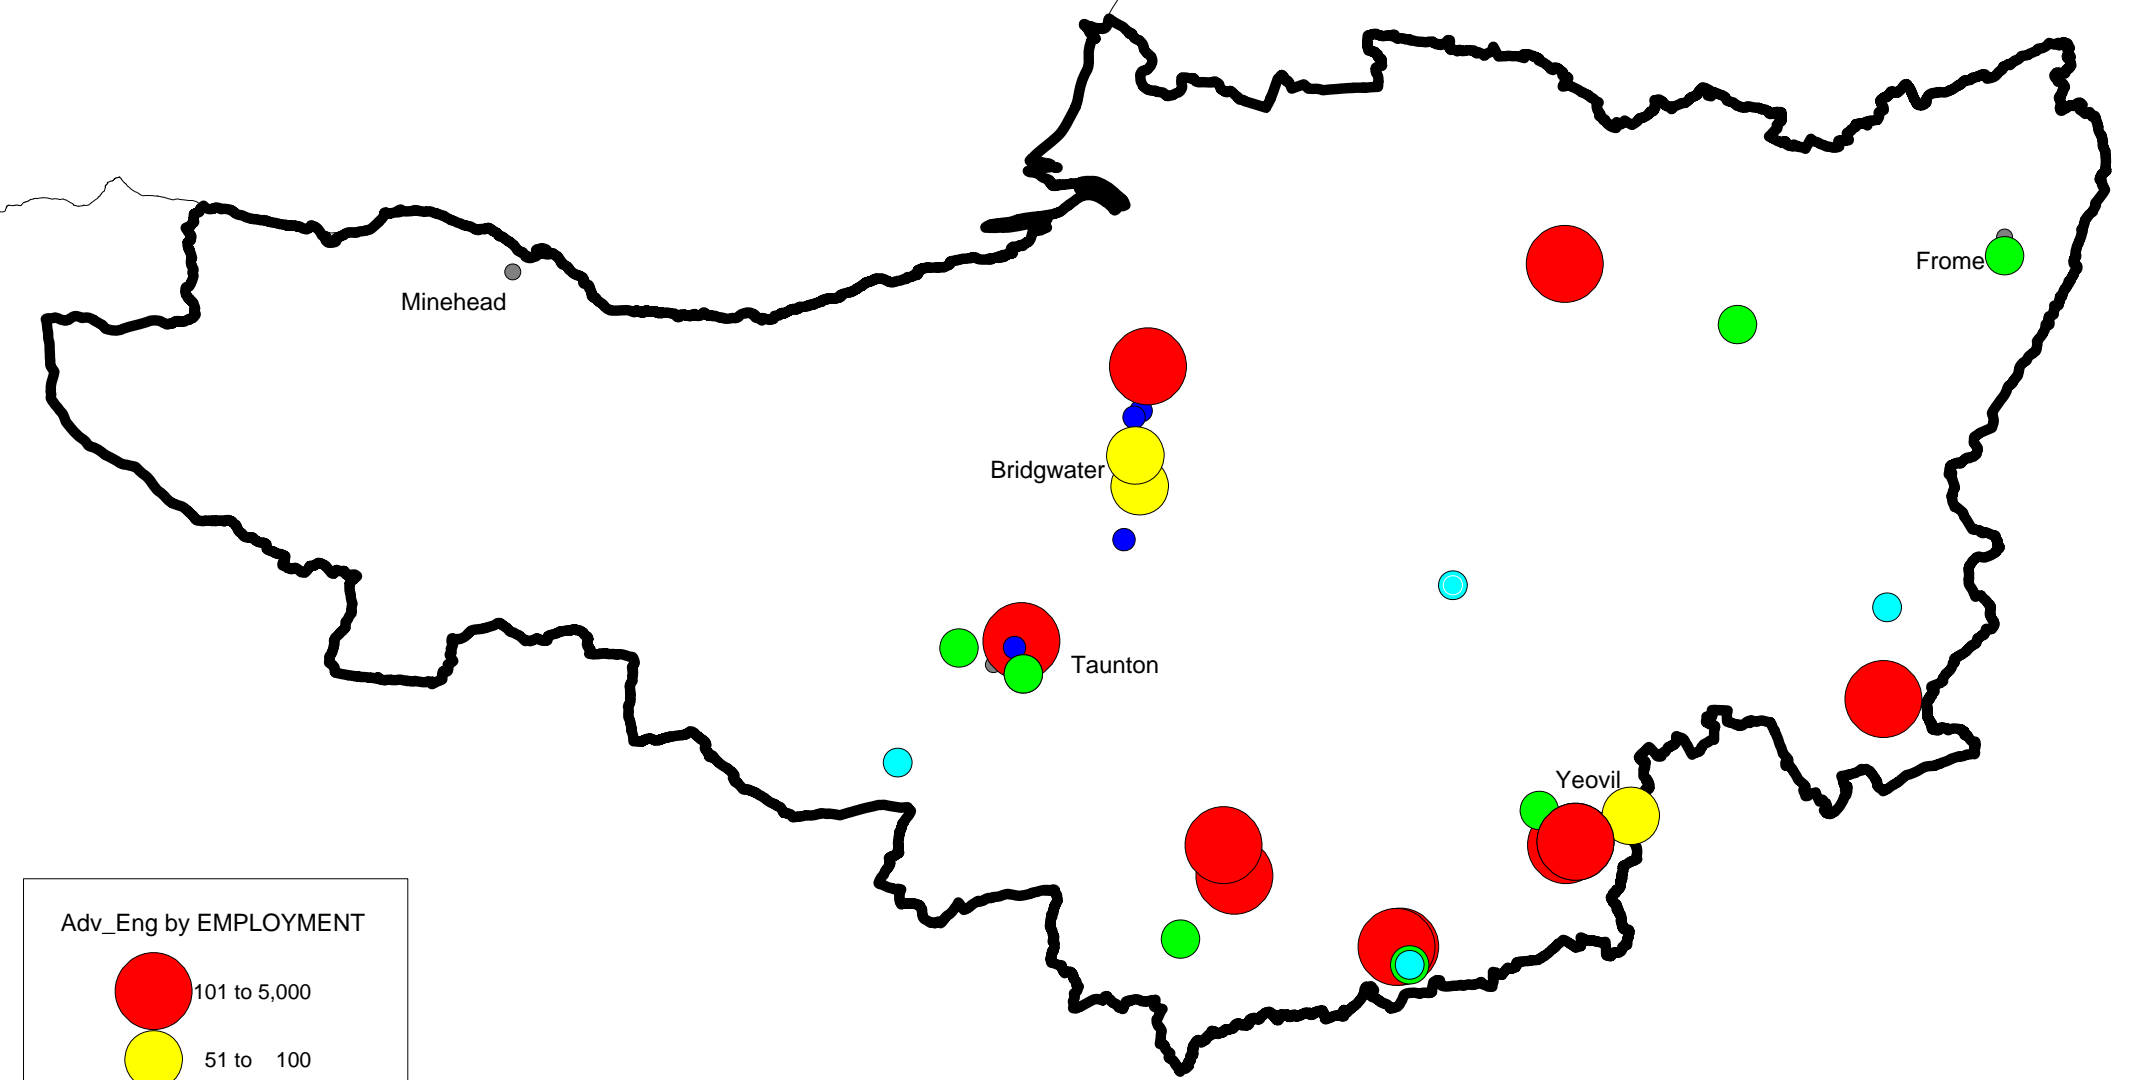 Frome
Minehead
Bridgwater
Taunton
Yeovil
Adv_Eng by EMPLOYMENT
101 to 5,000
51 to 100